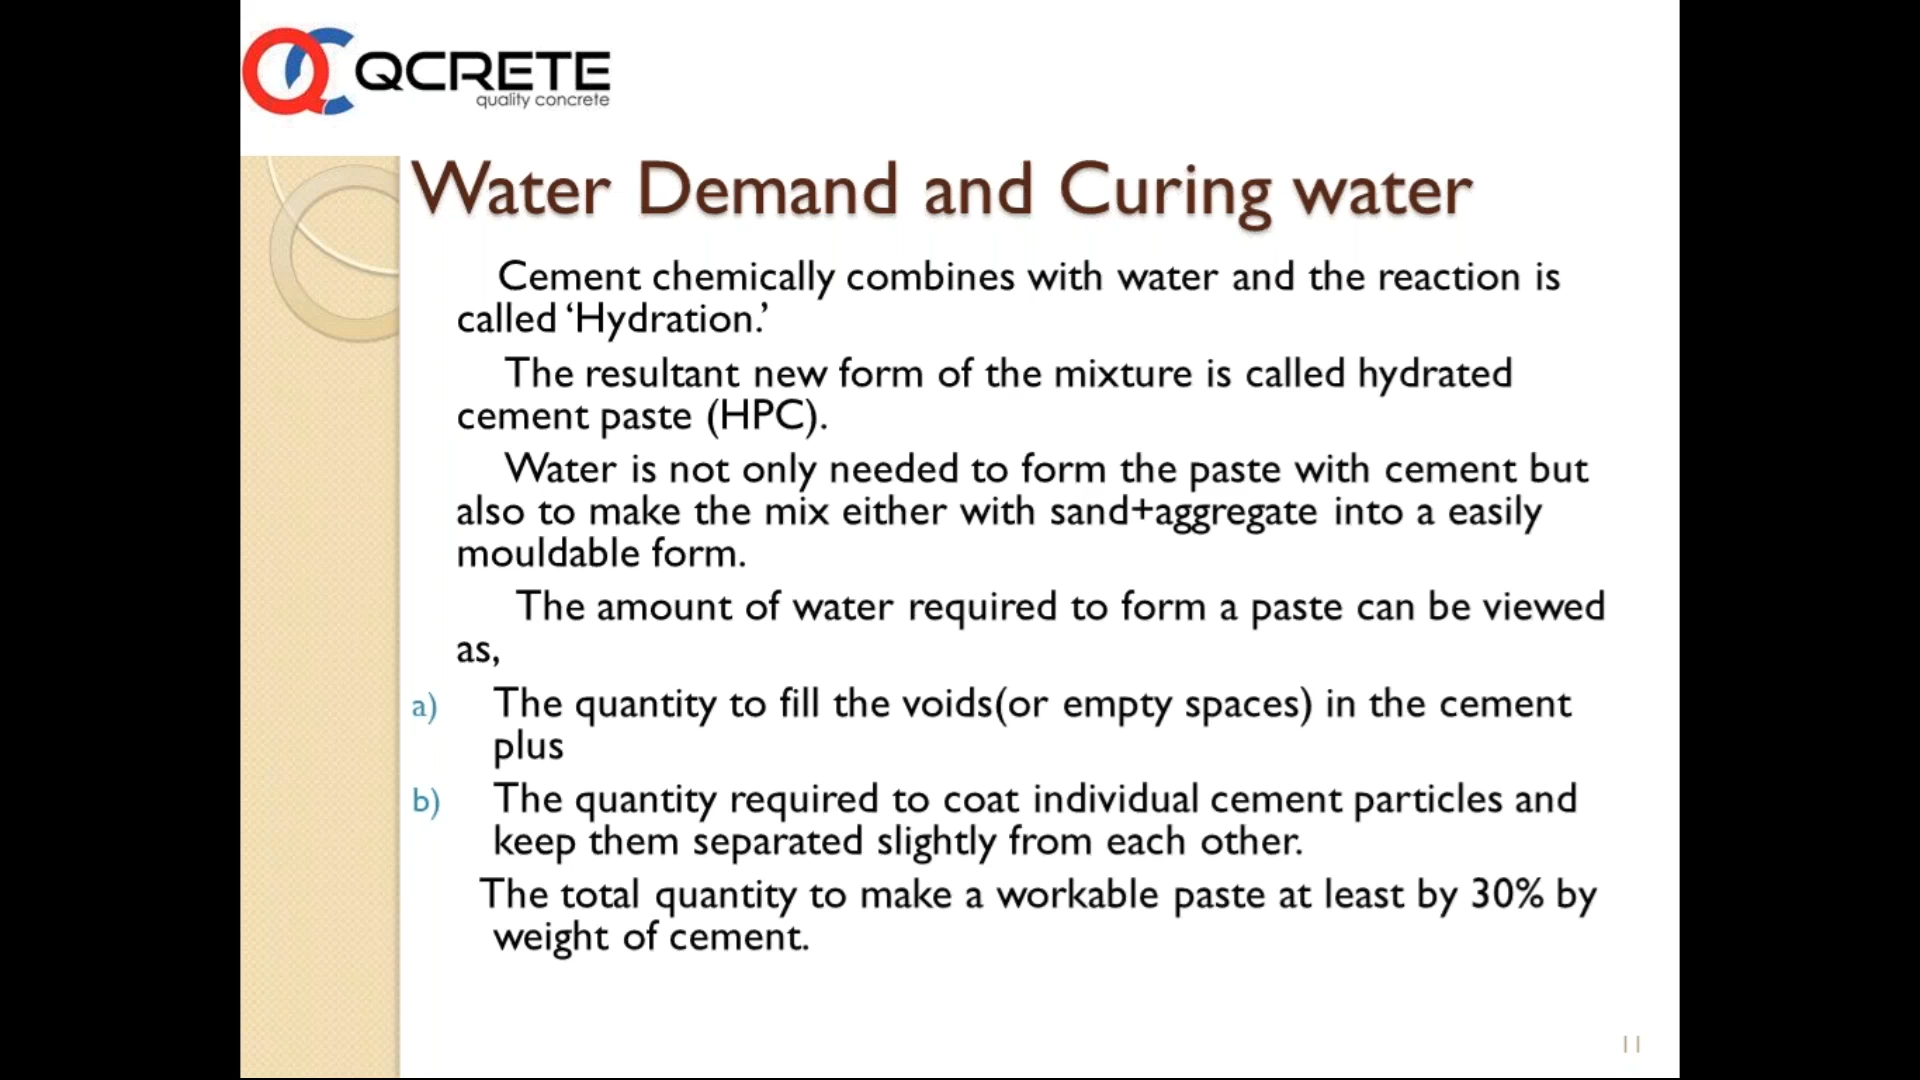 QCRETE
quality concrete
Water Demand and Curing water
Cement chemically combines with water and the reaction is
called ‘Hydration.’
The resultant new form of the mixture is called hydrated
cement paste (HPC).
Water is not only needed to form the paste with cement but
also to make the mix either with sand+aggregate into a easily
mouldable form.
The amount of water required to form a paste can be viewed
as,
a) The quantity to fill the voids(or empty spaces) in the cement
plus
b) The quantity required to coat individual cement particles and
keep them separated slightly from each other.
The total quantity to make a workable paste at least by 30% by
weight of cement.
11